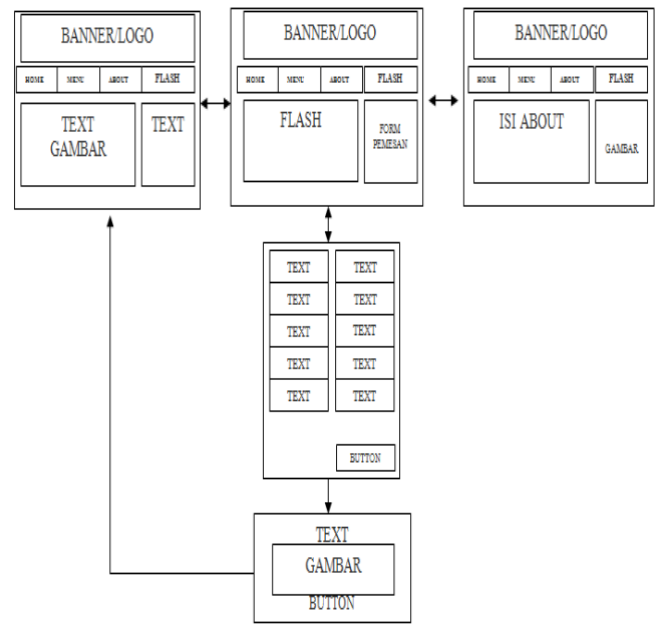 BANNER/LOGO
HOME MENU ABOUT FLASH
TEXT
GAMBAR
TEXT
BANNER/LOGO
HOME MENU ABOUT FLASH
FLASH
FORM
PEMESAN
BANNER/LOGO
HOME MENU ABOUT FLASH
ISI ABOUT
GAMBAR
TEXT TEXT
TEXT TEXT
TEXT TEXT
TEXT TEXT
TEXT TEXT
BUTTON
TEXT
GAMBAR
BUTTON